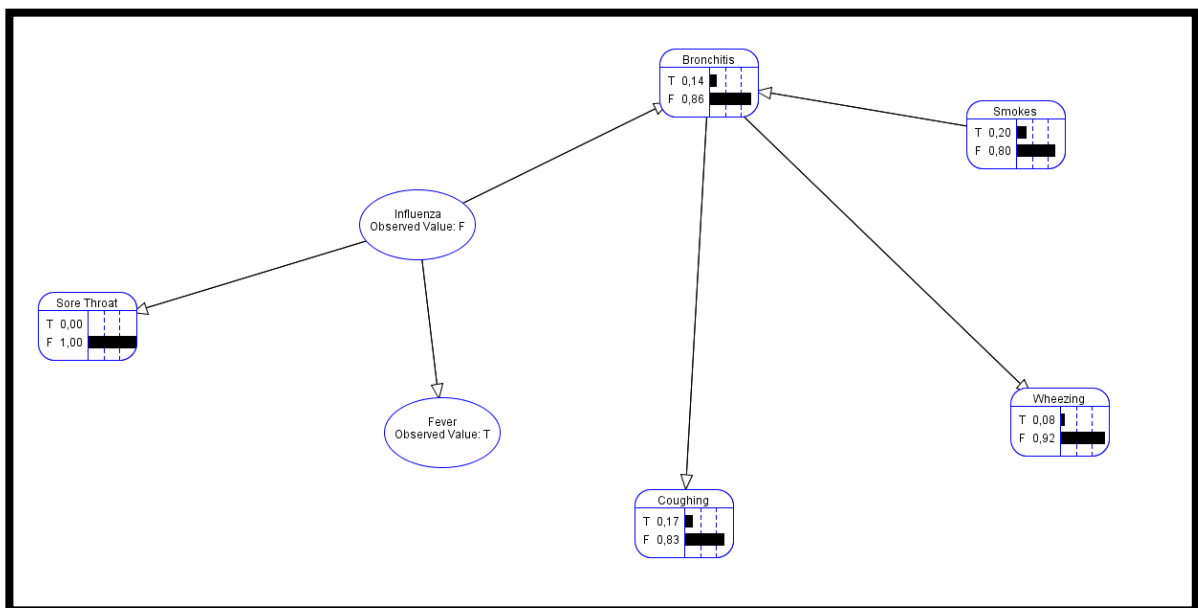 Bronchitis
T 0,14
F 0,86
Smokes
T 0,20
F 0,80
Influenza
Observed Value: F
Sore Throat
T 0,00
F 1,00
Fever
Observed Value: T
Wheezing
T 0,08
F 0,92
Coughing
T 0,17
F 0,83